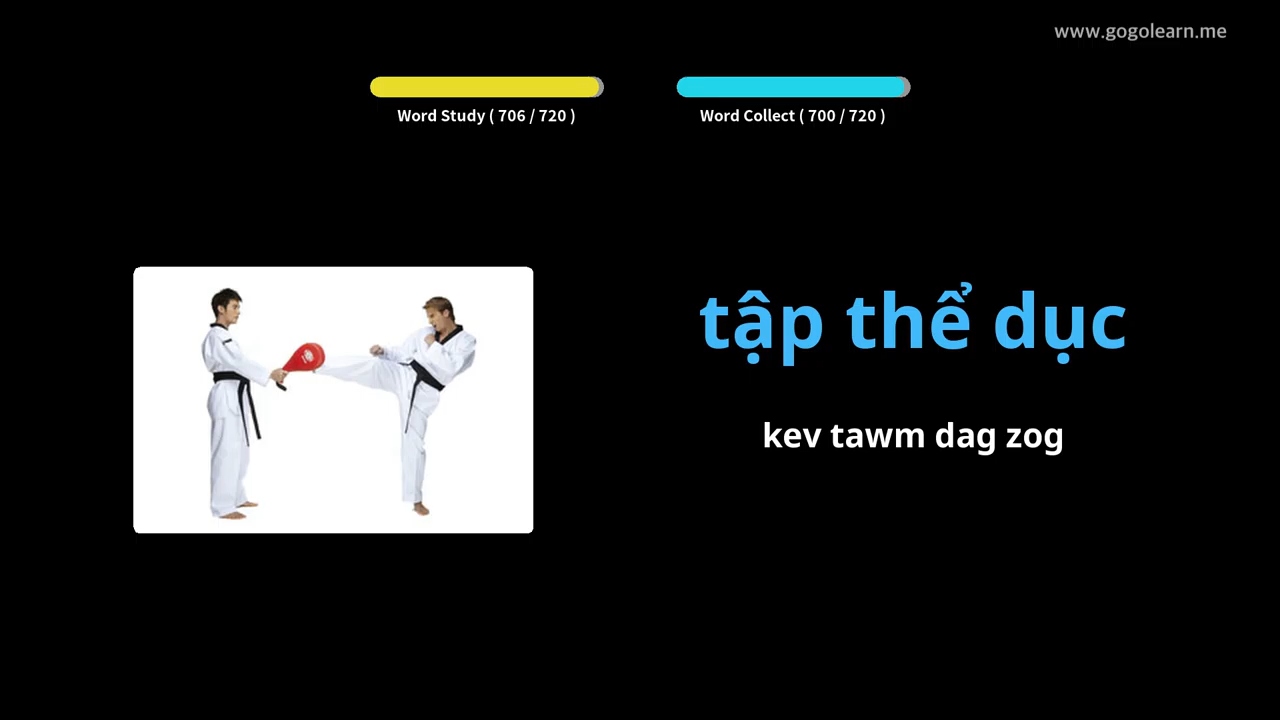 www.gogolearn.me
Word Study ( 706 / 720 )
Word Collect ( 700 / 720 )
tập thể dục
kev tawm dag zog